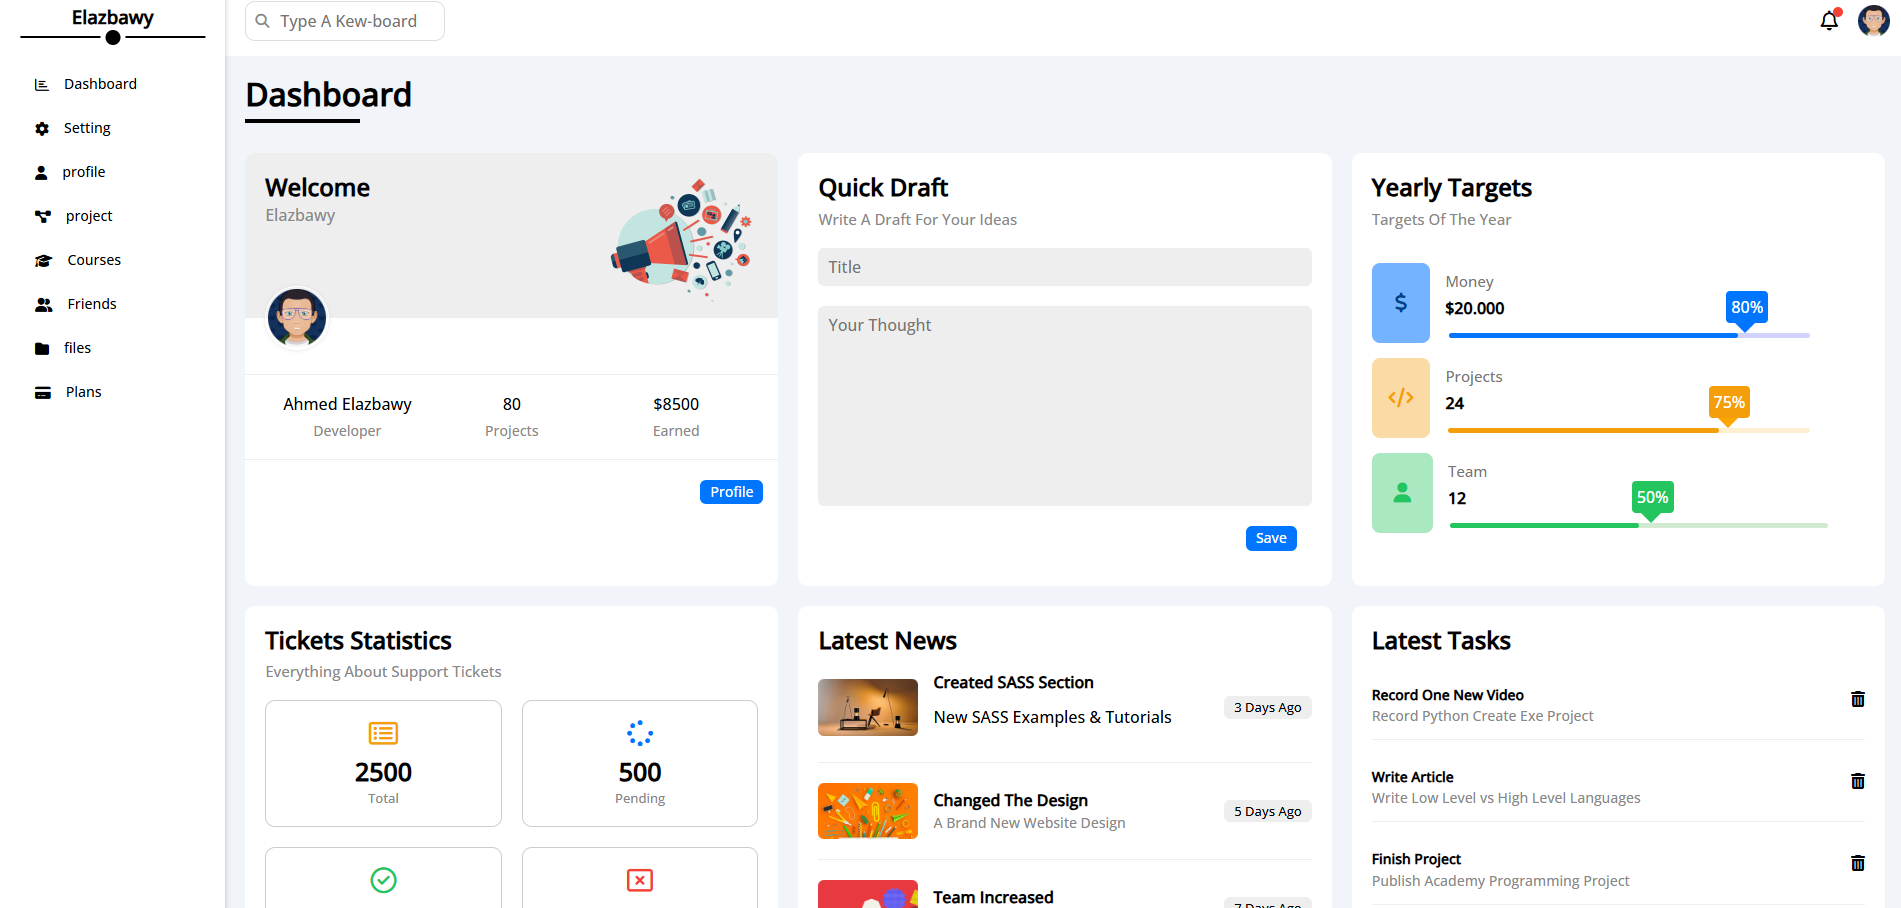 Elazbawy
Dashboard
Setting
profile
project
Courses
Friends
files
Plans
Type A Kew-board
Dashboard
Welcome
Elazbawy
Ahmed Elazbawy
Developer
80
Projects
$8500
Earned
Profile
Quick Draft
Write A Draft For Your Ideas
Title
Your Thought
Save
Yearly Targets
Targets Of The Year
Money
$20.000
80%
Projects
24
75%
Team
12
50%
Tickets Statistics
Everything About Support Tickets
2500
Total
500
Pending
Latest News
Created SASS Section
New SASS Examples & Tutorials
3 Days Ago
Changed The Design
A Brand New Website Design
5 Days Ago
Team Increased
7 Days Ago
Latest Tasks
Record One New Video
Record Python Create Exe Project
Write Article
Write Low Level vs High Level Languages
Finish Project
Publish Academy Programming Project